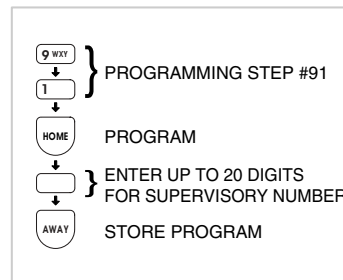 9 WXY
PROGRAMMING STEP #91
1
HOME
PROGRAM
ENTER UP TO 20 DIGITS
FOR SUPERVISORY NUMBER
AWAY
STORE PROGRAM